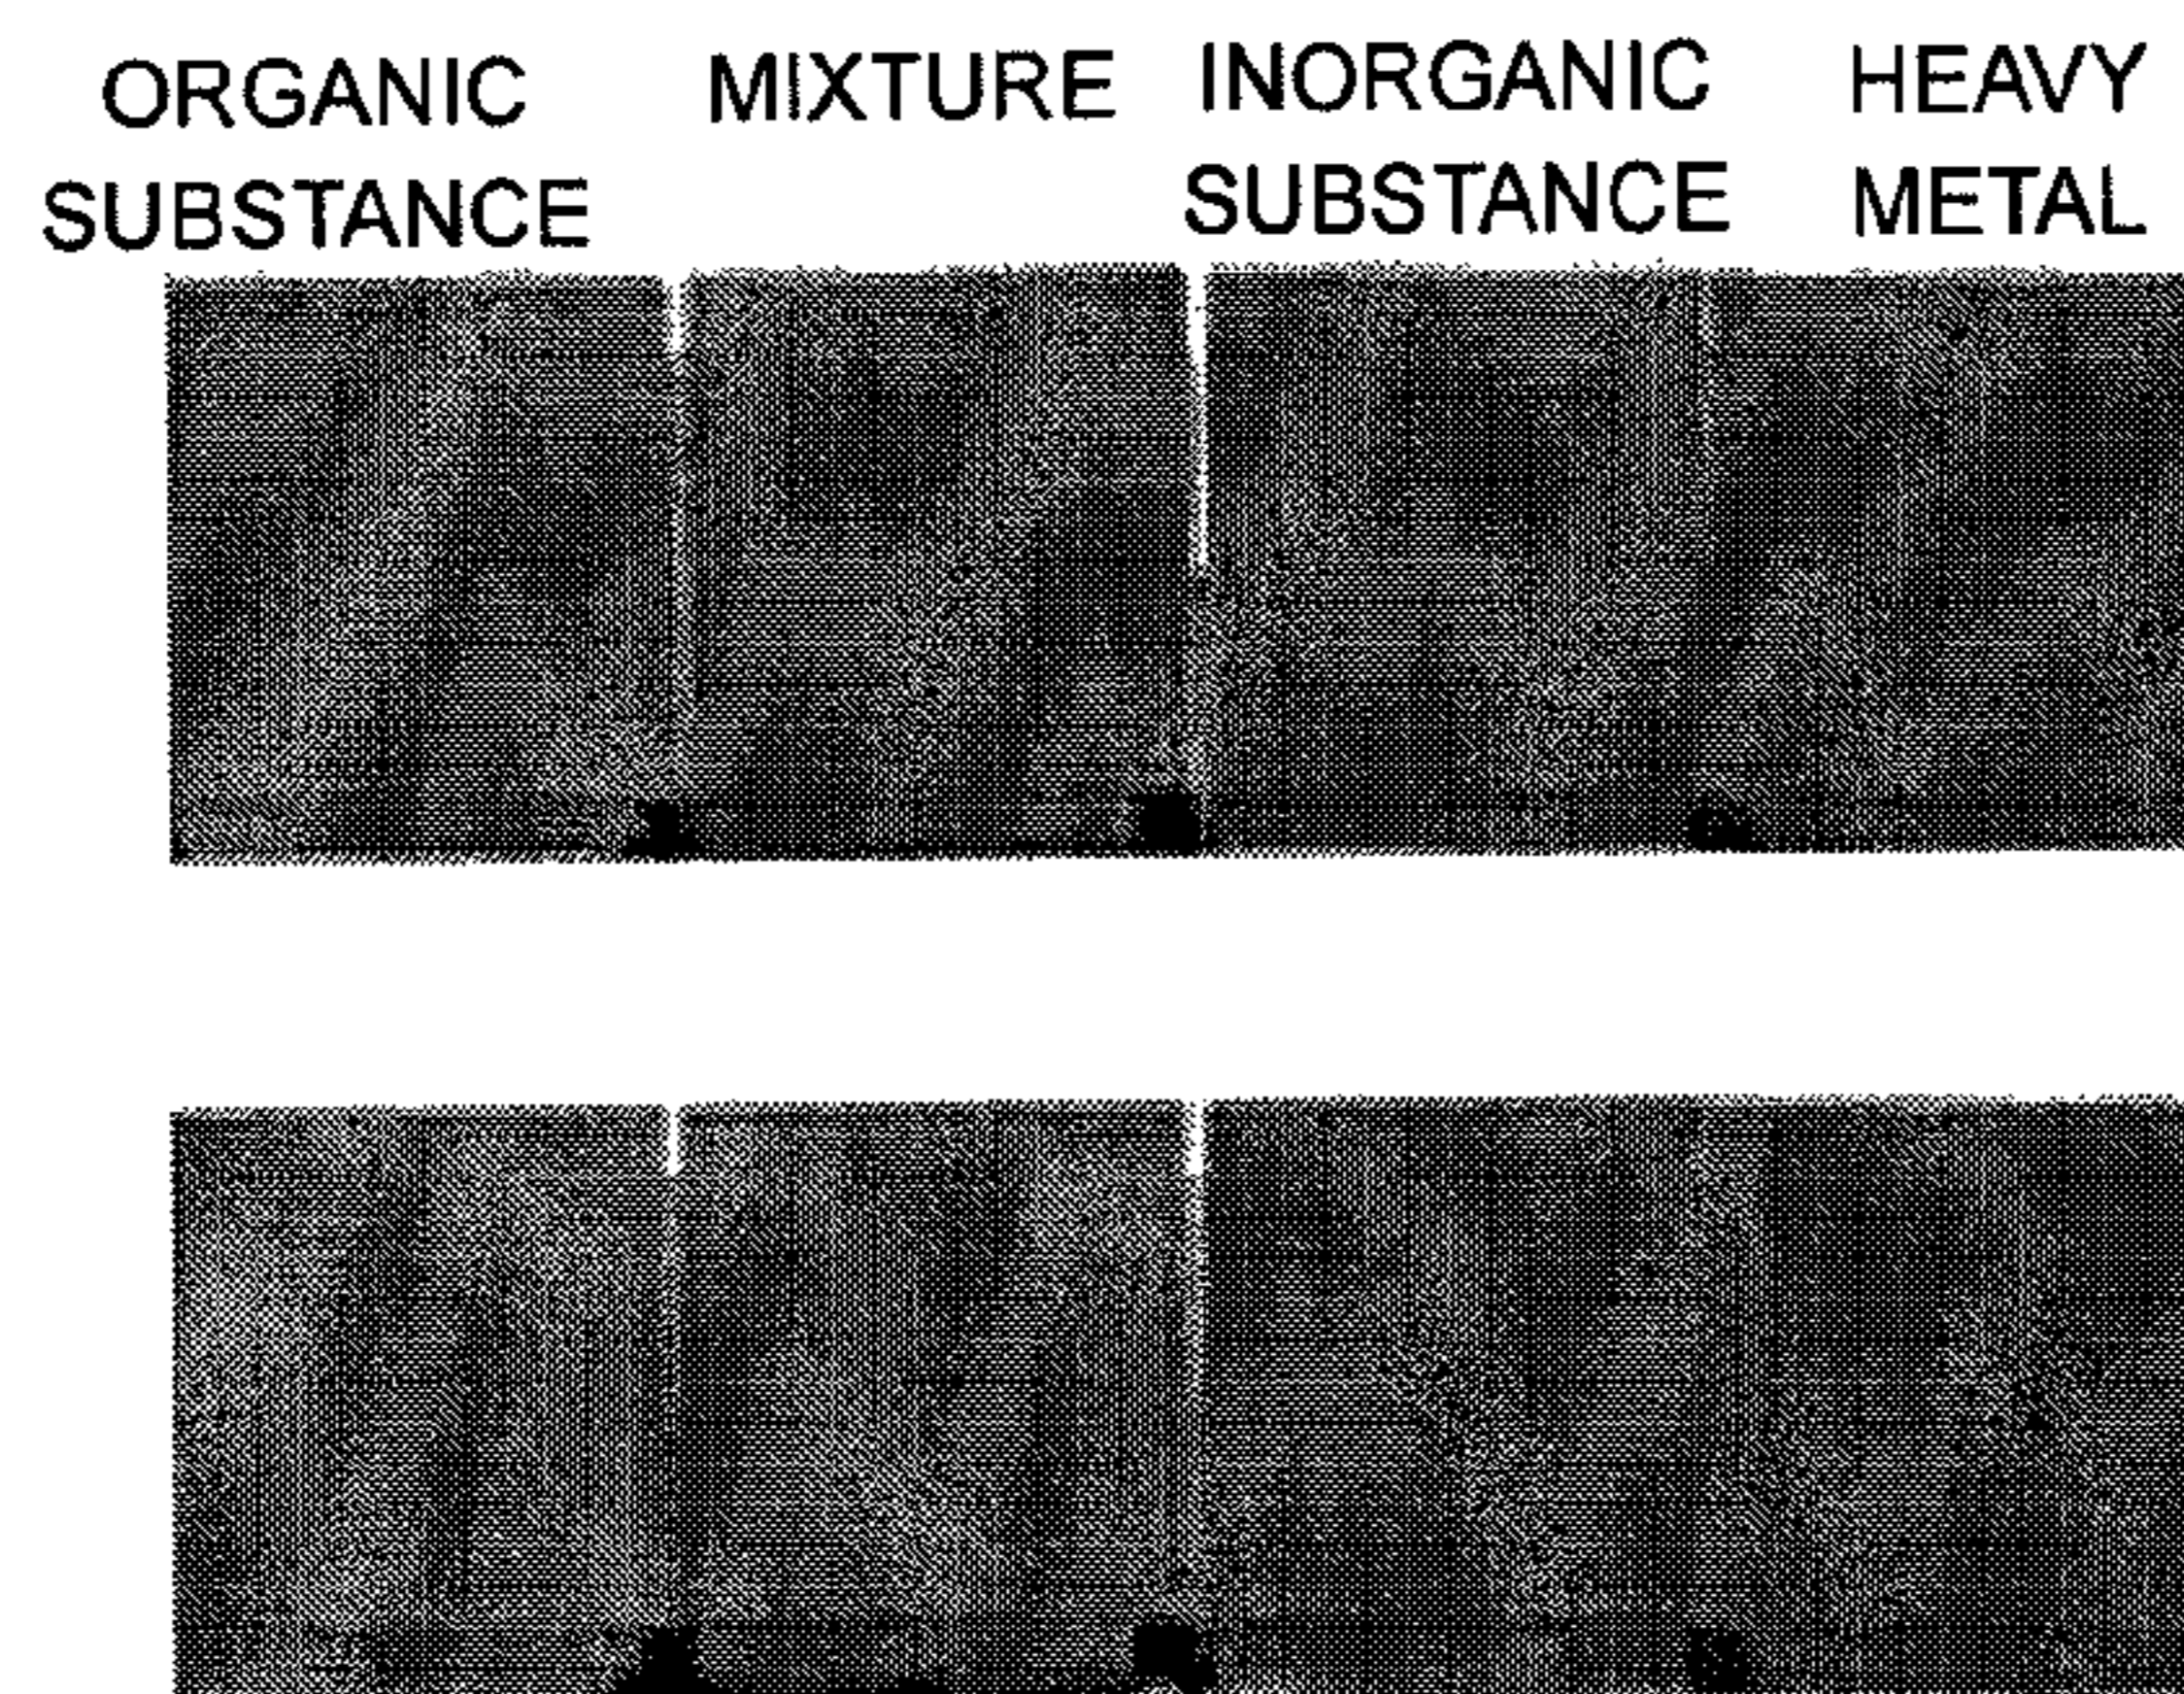 ORGANIC
SUBSTANCE
MIXTURE
INORGANIC
SUBSTANCE
HEAVY
METAL